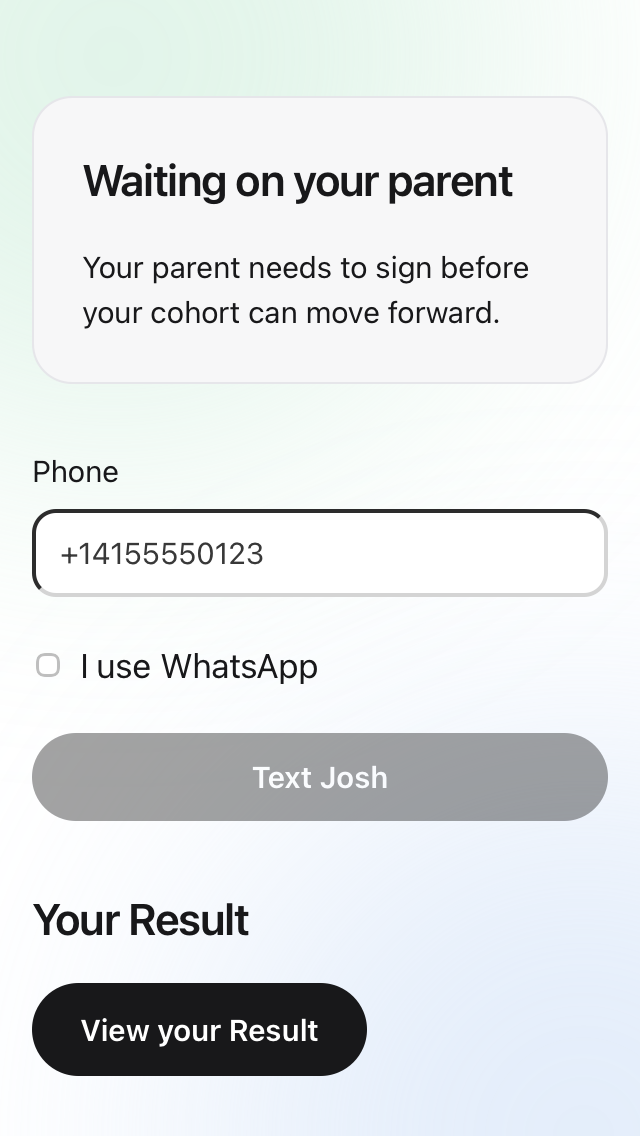 Waiting on your parent
Your parent needs to sign before
your cohort can move forward.
Phone
+14155550123
I use WhatsApp
Text Josh
Your Result
View your Result